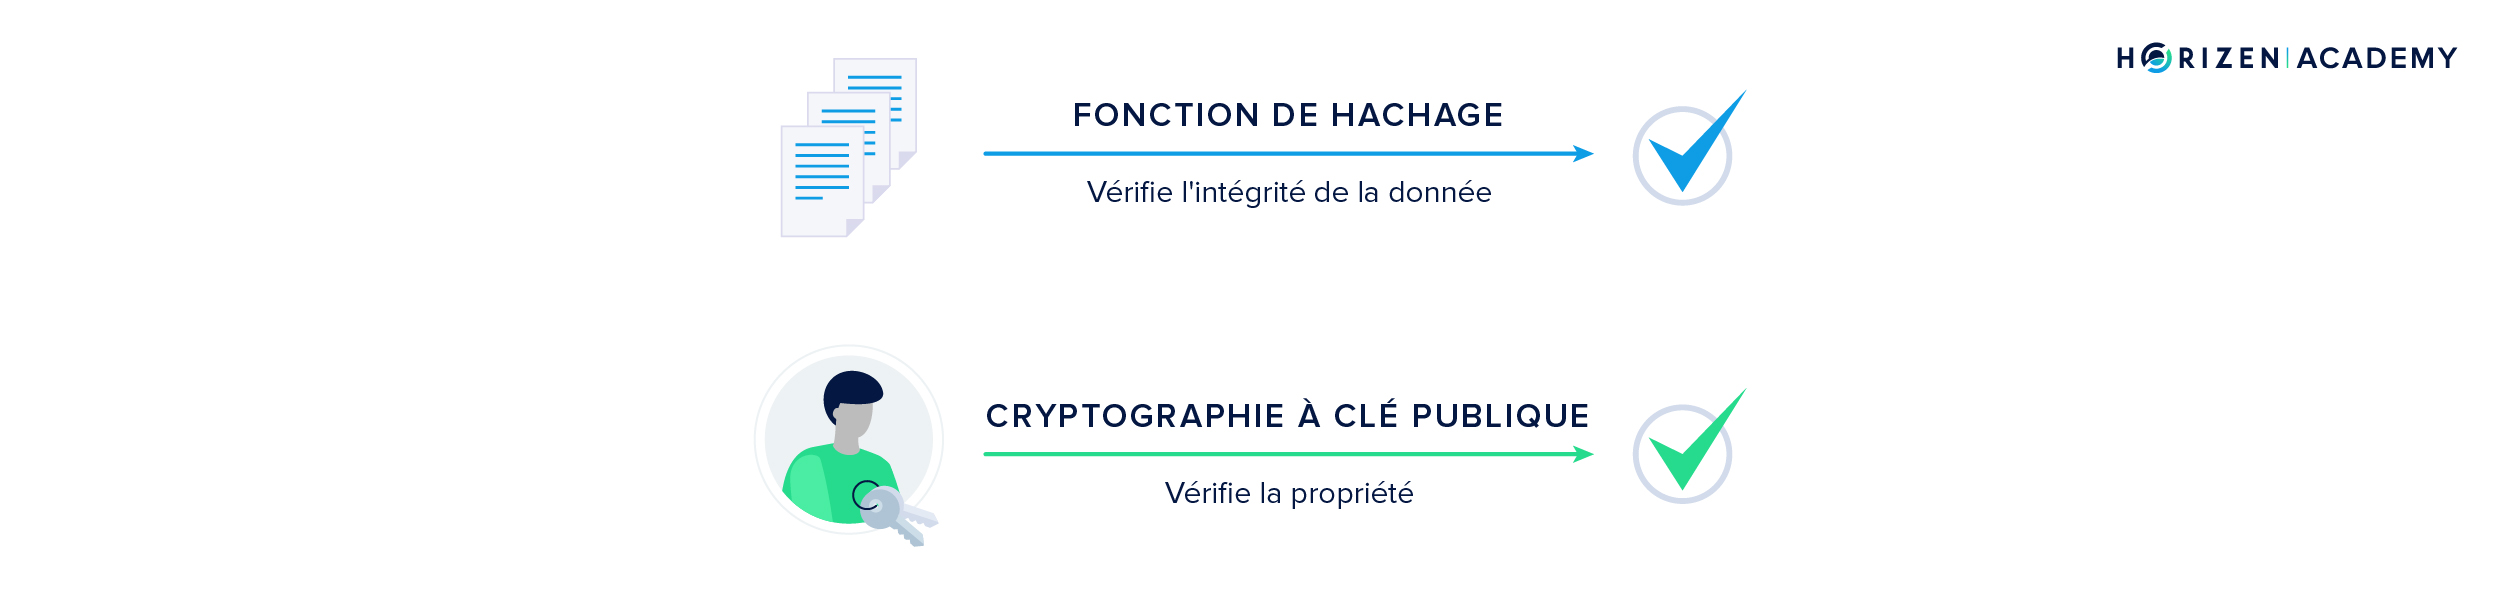 HORIZEN ACADEMY
FONCTION DE HACHAGE
Vérifie l'intégrité de la donnée
CRYPTOGRAPHIE À CLÉ PUBLIQUE
Vérifie la propriété